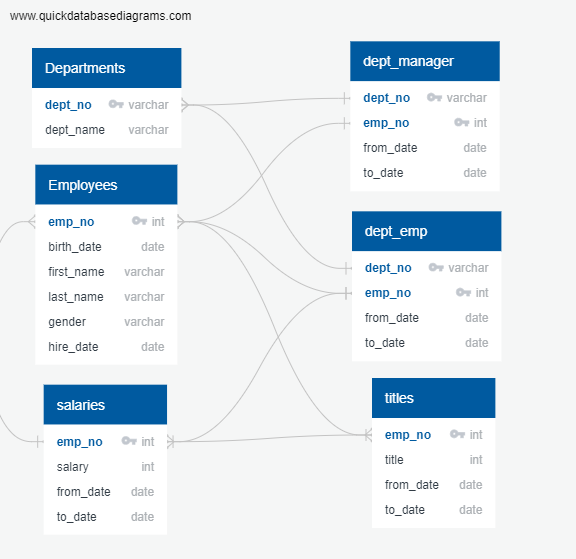 www.quickdatabasediagrams.com
Departments
dept_no varchar
dept_name varchar
Employees
emp_no int
birth_date date
first_name varchar
last_name varchar
gender varchar
hire_date date
salaries
emp_no int
salary int
from_date date
to_date date
dept_manager
dept_no varchar
emp_no int
from_date date
to_date date
dept_emp
dept_no varchar
emp_no int
from_date date
to_date date
titles
emp_no int
title int
from_date date
to_date date